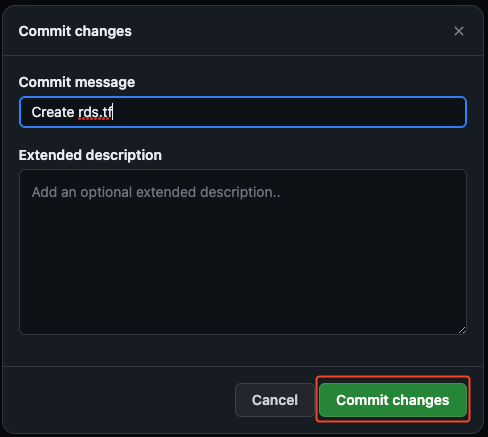 Commit changes
Commit message
Create rds.tf
Extended description
Add an optional extended description..
Cancel
Commit changes